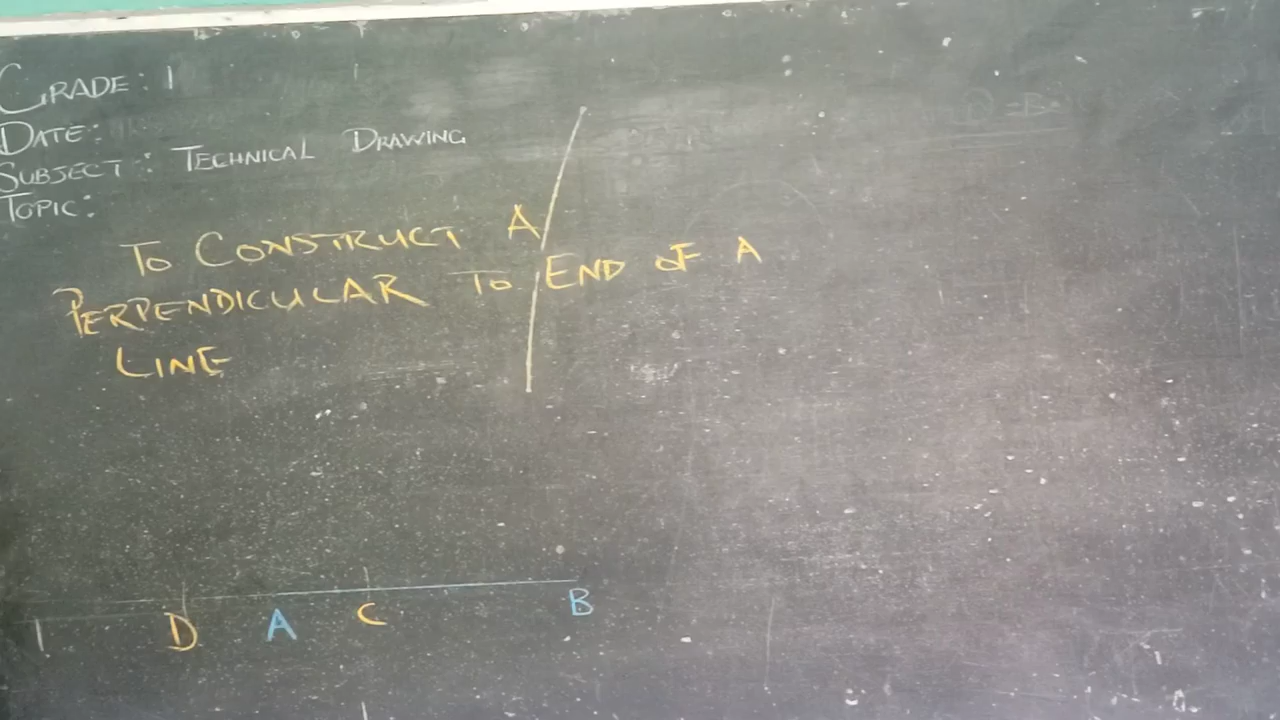 GRADE: 1
DATE:
SUBJECT: TECHNICAL DRAWING
TOPIC:
TO CONSTRUCT A
PERPENDICULAR TO END OF A
LINE
D A C B